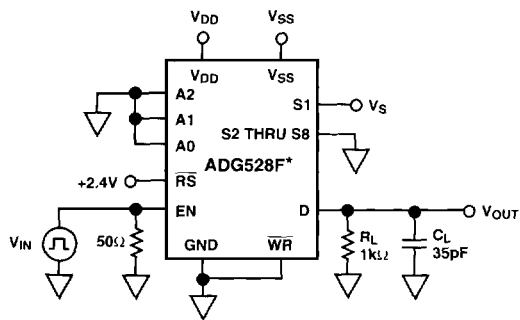 VDD VSS
VDD VSS
A2
A1
A0
S1 VS
S2 THRU S8
ADG528F*
+2.4V RS
EN D VOUT
VIN 50Ω GND WR RL
1kΩ CL
35pF